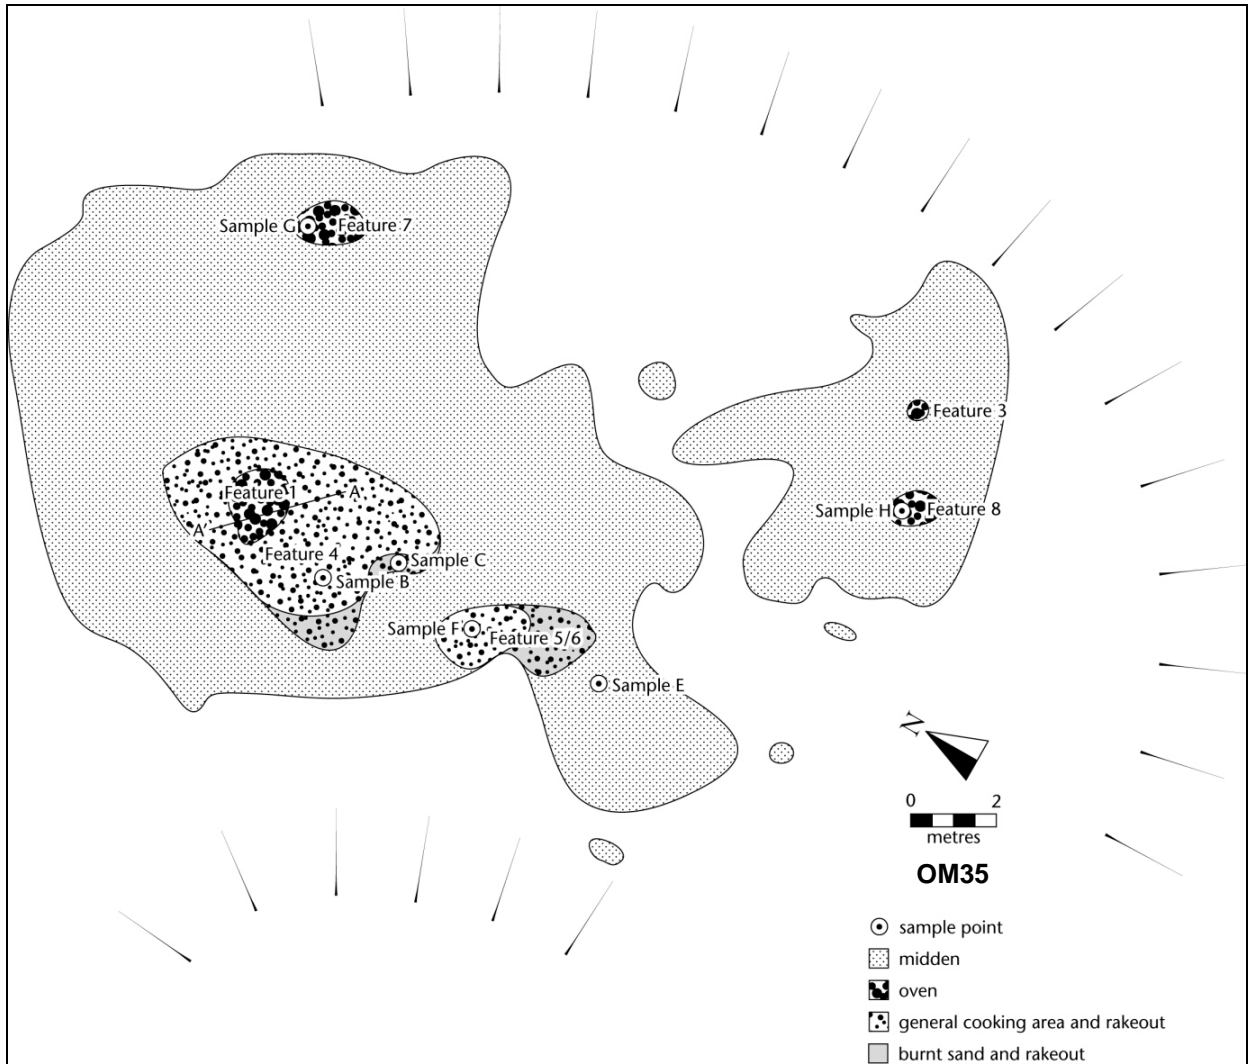 Sample G
Feature 7
Feature 3
Feature 1
A
Sample H
Feature 8
A'
Feature 4
Sample C
Sample B
Sample F
Feature 5/6
Sample E
N
0 2
metres
OM35
sample point
midden
oven
general cooking area and rakeout
burnt sand and rakeout